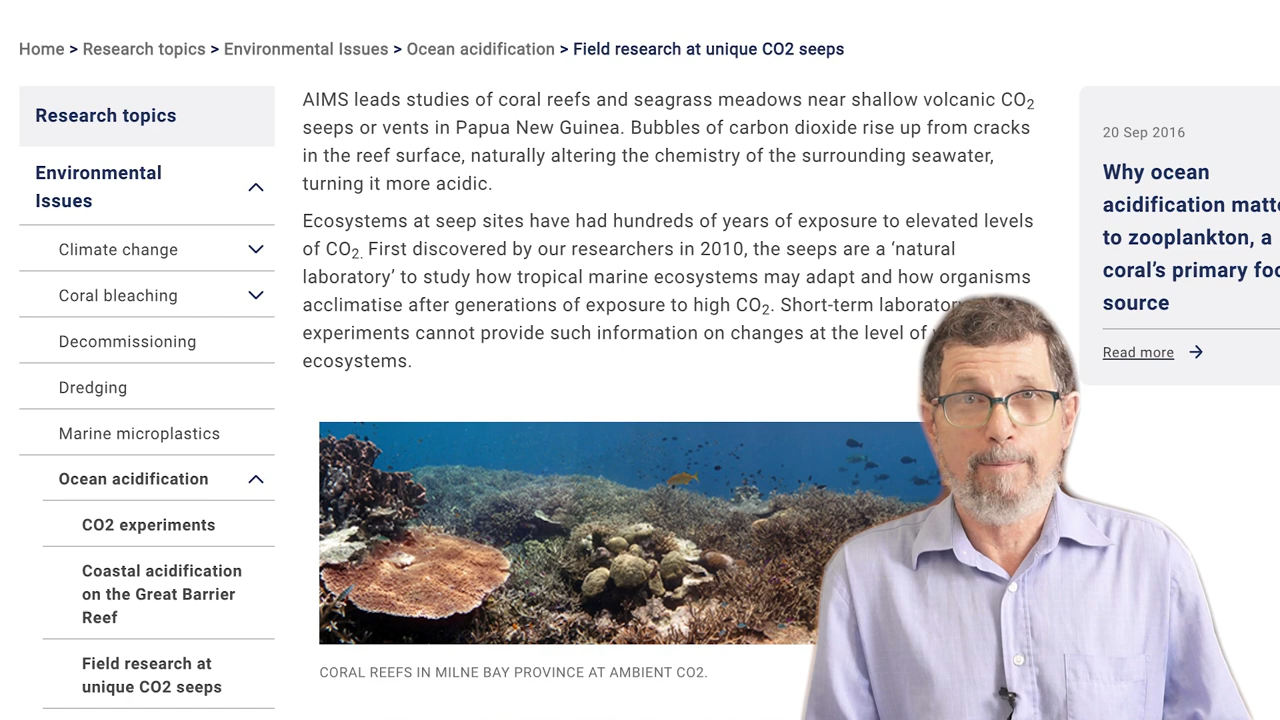 Home > Research topics > Environmental Issues > Ocean acidification > Field research at unique CO2 seeps
Research topics
Environmental
Issues
Climate change
Coral bleaching
Decommissioning
Dredging
Marine microplastics
Ocean acidification
CO2 experiments
Coastal acidification
on the Great Barrier
Reef
Field research at
unique CO2 seeps
AIMS leads studies of coral reefs and seagrass meadows near shallow volcanic CO₂
seeps or vents in Papua New Guinea. Bubbles of carbon dioxide rise up from cracks
in the reef surface, naturally altering the chemistry of the surrounding seawater,
turning it more acidic.
Ecosystems at seep sites have had hundreds of years of exposure to elevated levels
of CO₂. First discovered by our researchers in 2010, the seeps are a ‘natural
laboratory’ to study how tropical marine ecosystems may adapt and how organisms
acclimatise after generations of exposure to high CO₂. Short-term
experiments cannot provide such information on changes at the level of
ecosystems.
CORAL REEFS IN MILNE BAY PROVINCE AT AMBIENT CO2.
20 Sep 2016
Why ocean
acidification
to zooplankton, a
coral’s primary
source
Read more